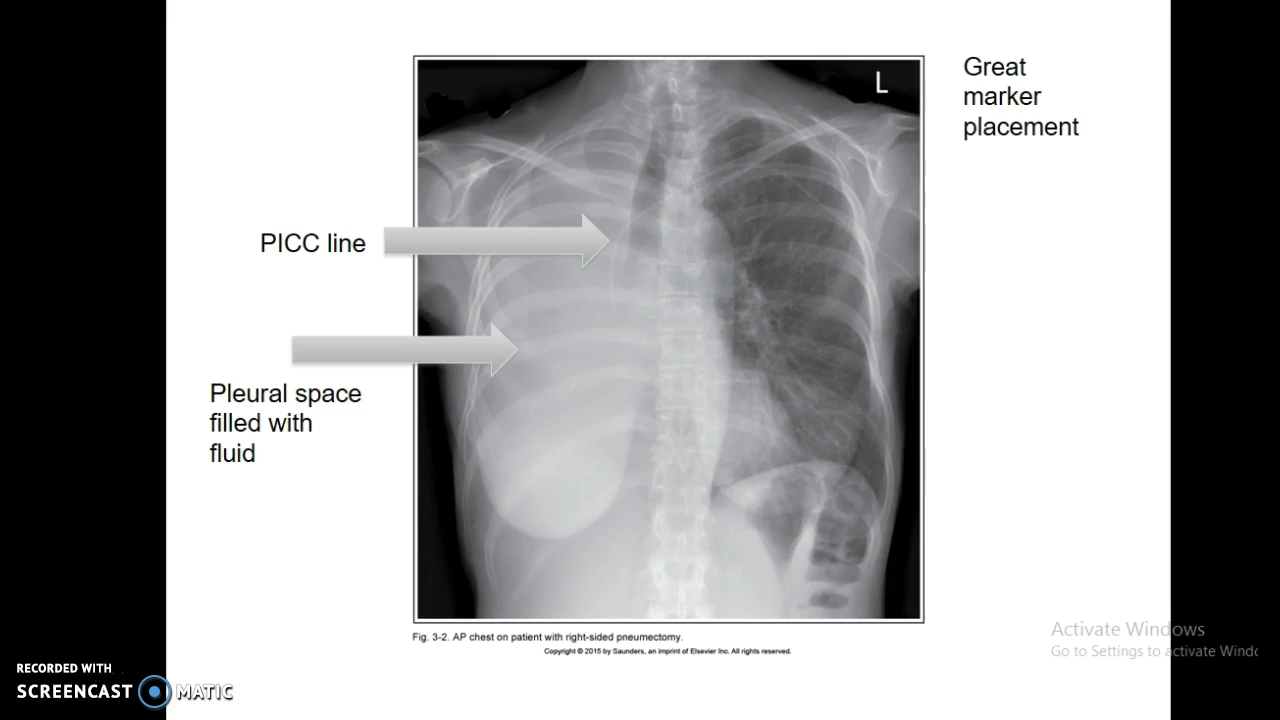 L
Great
marker
placement
PICC line
Pleural space
filled with
fluid
Fig. 3-2. AP chest on patient with right-sided pneumectomy.
Copyright © 2015 by Saunders, an imprint of Elsevier Inc. All rights reserved.
Activate Windows
Go to Settings to activate Windo
RECORDED WITH
SCREENCAST MATIC